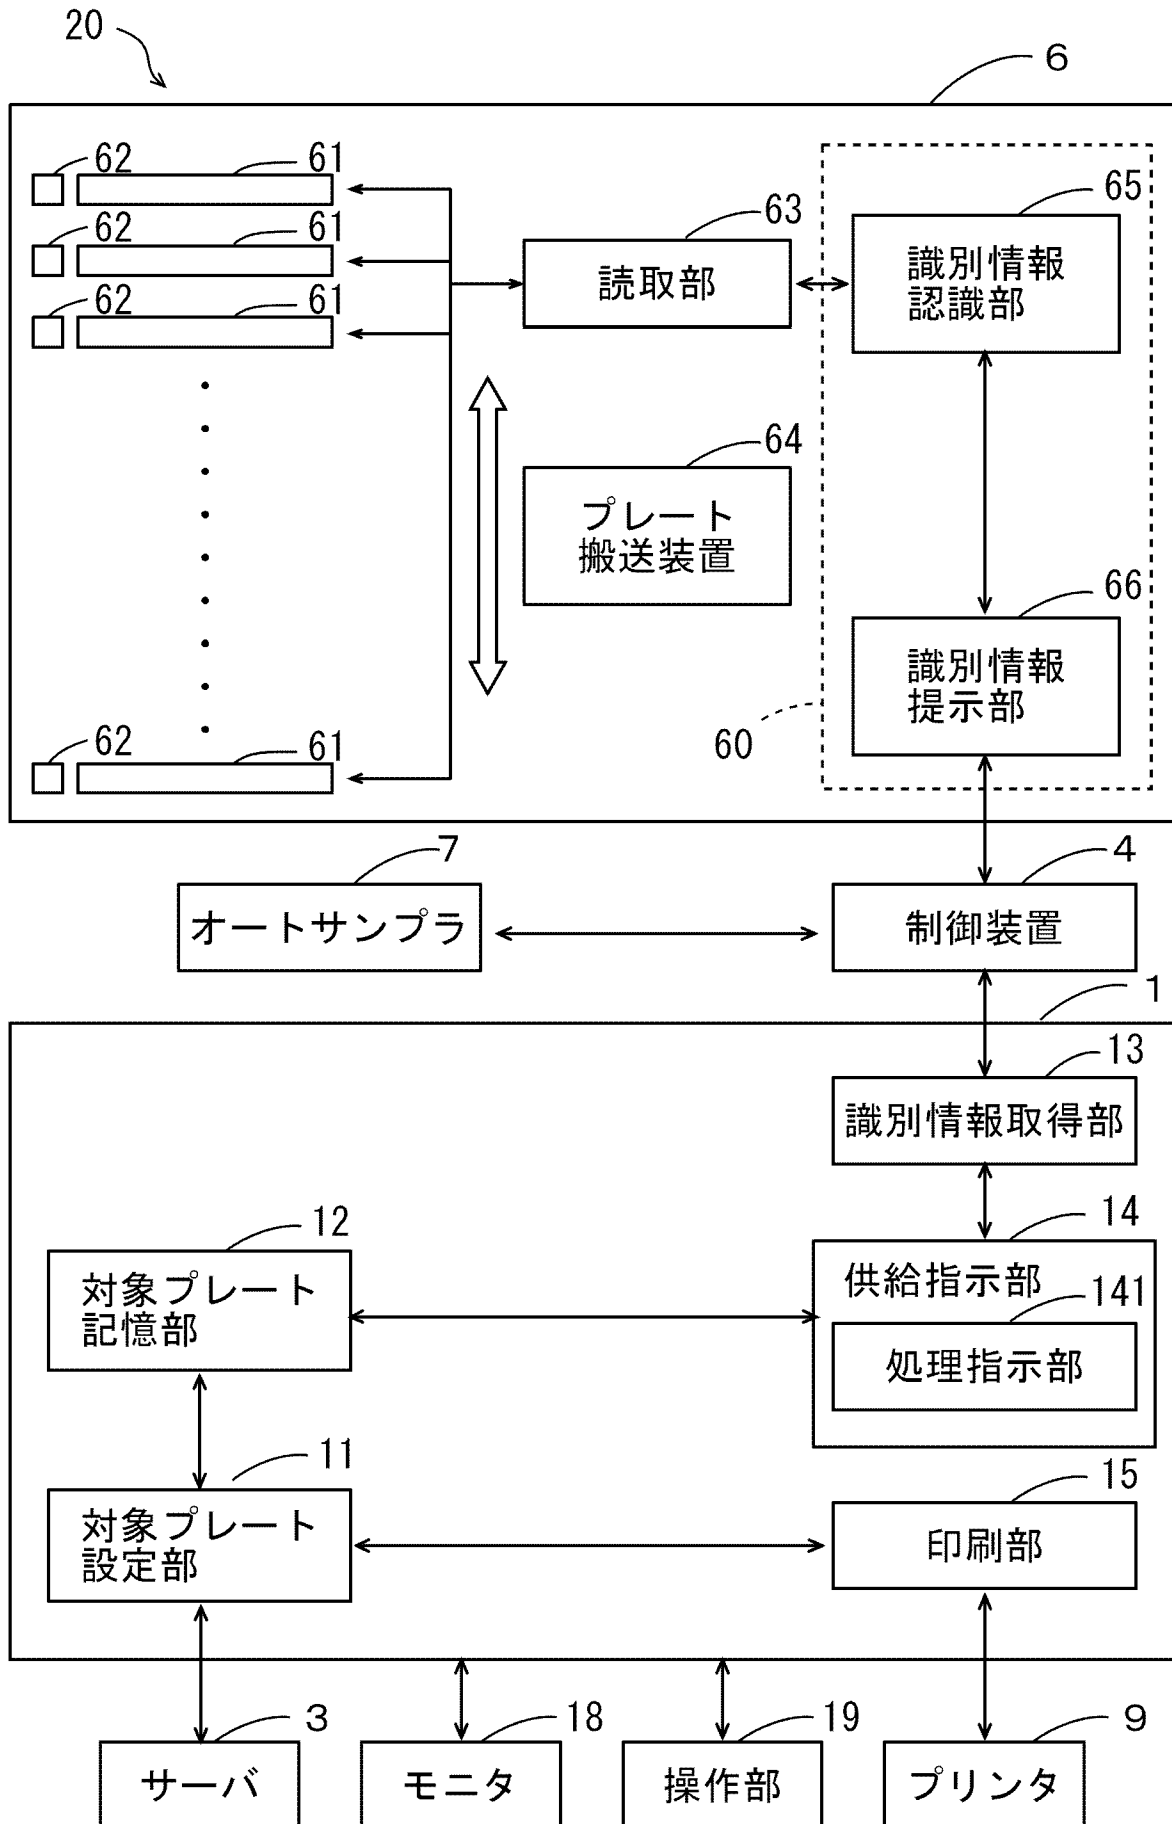 20
6
62
61
62
61
62
61
63
読取部
65
識別情報
認識部
64
プレート
搬送装置
66
識別情報
提示部
60
62
61
7
オートサンプラ
4
制御装置
1
13
識別情報取得部
12
対象プレート
記憶部
14
供給指示部
141
処理指示部
11
対象プレート
設定部
15
印刷部
3
サーバ
18
モニタ
19
操作部
9
プリンタ